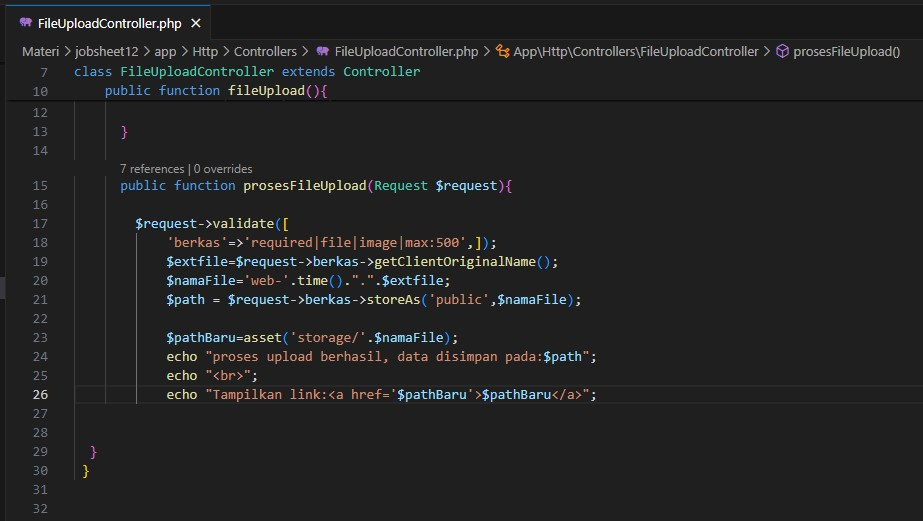 FileUploadController.php ×
Materi > jobsheet12 > app > Http > Controllers > FileUploadController.php > App\Http\Controllers\FileUploadController > prosesFileUpload()
7 class FileUploadController extends Controller
10 public function fileUpload(){
12
13 }
14
7 references | 0 overrides
15 public function prosesFileUpload(Request $request){
16
17 $request->validate([
18 'berkas'=>'required|file|image|max:500',]);
19 $extfile=$request->berkas->getClientOriginalName();
20 $namaFile='web-'.time().".".$extfile;
21 $path = $request->berkas->storeAs('public',$namaFile);
22
23 $pathBaru=asset('storage/'.$namaFile);
24 echo "proses upload berhasil, data disimpan pada:$path";
25 echo "<br>";
26 echo "Tampilkan link:<a href='$pathBaru'>$pathBaru</a>";
27
28
29 }
30 }
31
32